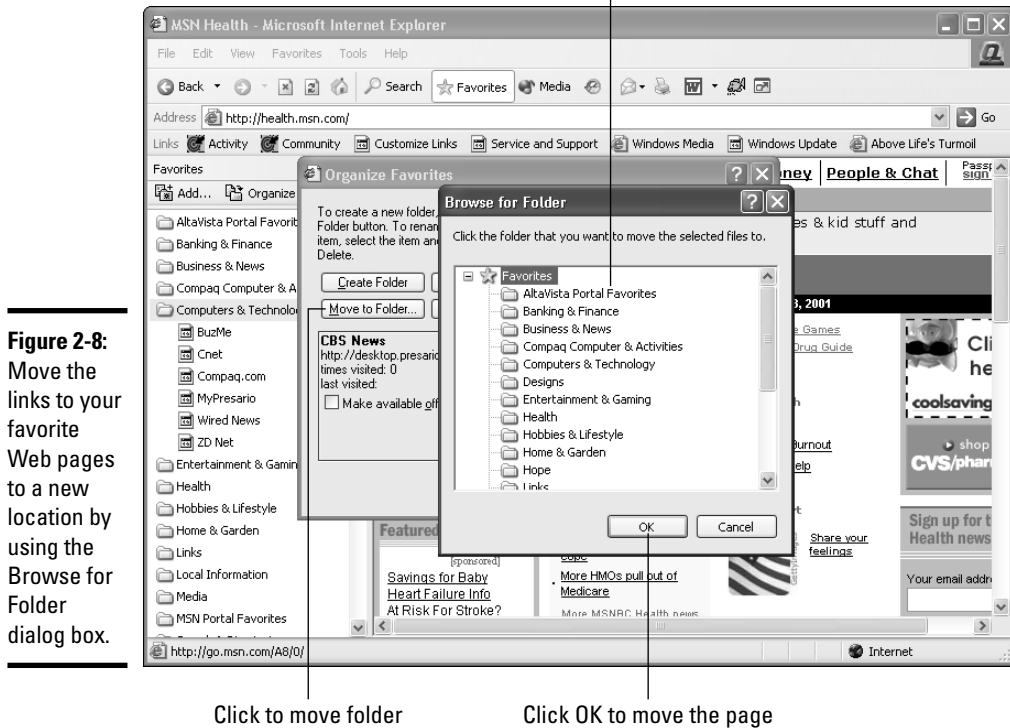 MSN Health - Microsoft Internet Explorer
File Edit View Favorites Tools Help
Back Search Favorites Media
Address http://health.msn.com/ Go
Links Activity Community Customize Links Service and Support Windows Media Windows Update Above Life's Turmoil
Favorites
Add... Organize
AltaVista Portal Favorit
Banking & Finance
Business & News
Compaq Computer & A
Computers & Technolo
BuzMe
Cnet
Compaq.com
MyPresario
Wired News
ZD Net
Entertainment & Gamin
Health
Hobbies & Lifestyle
Home & Garden
Links
Local Information
Media
MSN Portal Favorites
Organize Favorites
To create a new folder,
Folder button. To renam
item, select the item and
Delete.
Create Folder
Move to Folder...
CBS News
http://desktop.presaric
times visited: 0
last visited:
Make available off
Browse for Folder
Click the folder that you want to move the selected files to.
Favorites
AltaVista Portal Favorites
Banking & Finance
Business & News
Compaq Computer & Activities
Computers & Technology
Designs
Entertainment & Gaming
Health
Hobbies & Lifestyle
Home & Garden
Hope
Links
OK Cancel
ney People & Chat Passp
sign
es & kid stuff and
3, 2001
e Games
Drug Guide
h
Burnout
elp
rt
Share your
feelings
Cli
he
coolsaving
shop
CVS/pharm
Sign up for t
Health news
Your email addre
Featured
[sponsored]
Savings for Baby
Heart Failure Info
At Risk For Stroke?
cope
More HMOs pull out of
Medicare
More MSNBC Health news
GettyImages
http://go.msn.com/A8/0/ Internet
Figure 2-8:
Move the
links to your
favorite
Web pages
to a new
location by
using the
Browse for
Folder
dialog box.
Click to move folder
Click OK to move the page